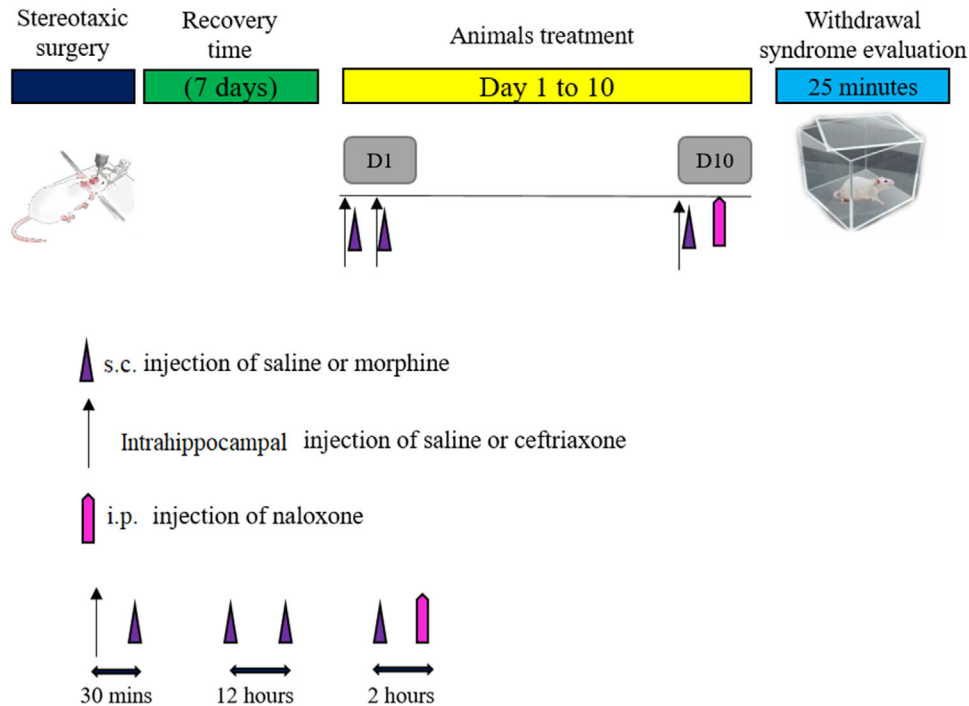 Stereotaxic
surgery
Recovery
time
Animals treatment
Withdrawal
syndrome evaluation
(7 days)
Day 1 to 10
25 minutes
D1
D10
s.c. injection of saline or morphine
Intrahippocampal injection of saline or ceftriaxone
i.p. injection of naloxone
30 mins
12 hours
2 hours